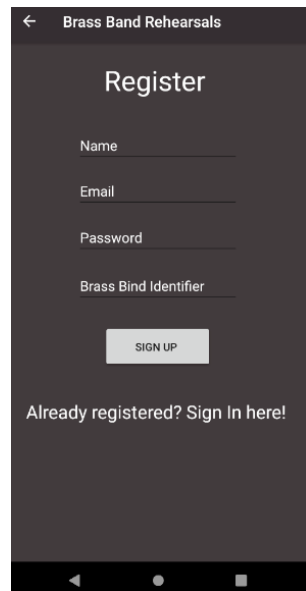 Brass Band Rehearsals
Register
Name
Email
Password
Brass Bind Identifier
SIGN UP
Already registered? Sign In here!